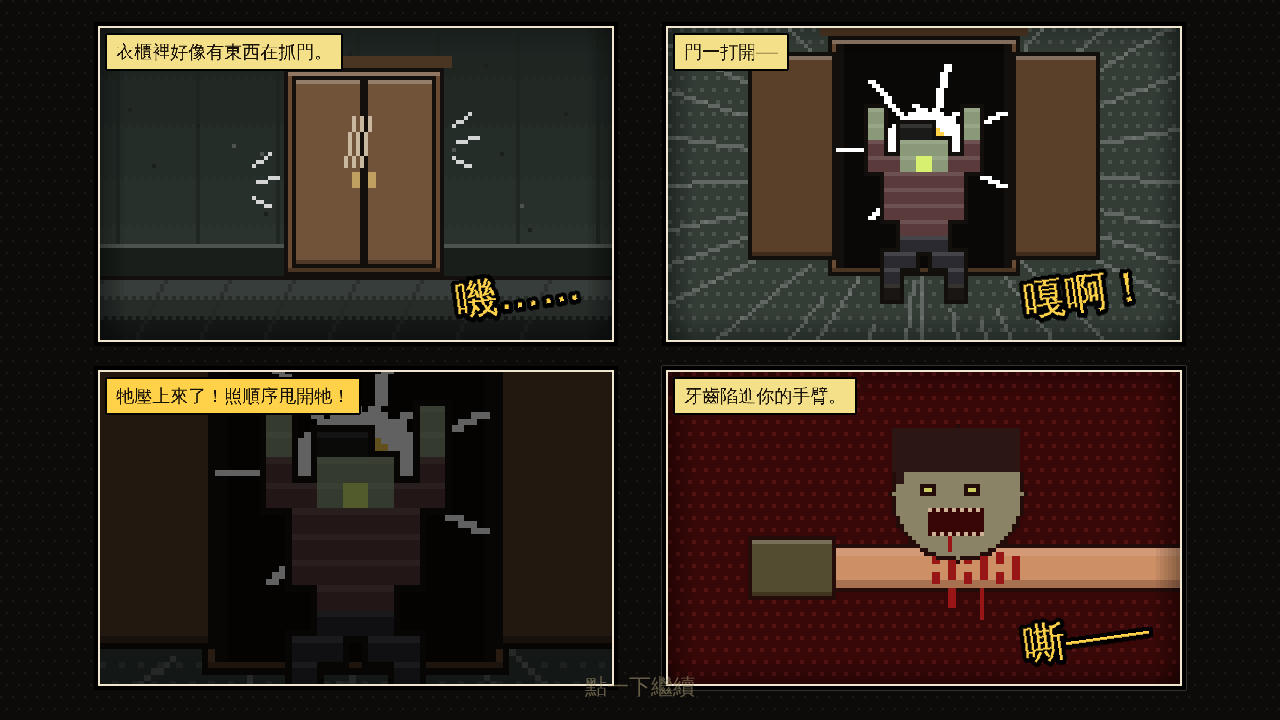 衣櫃裡好像有東西在抓門。
嘰……
門一打開——
嘎啊！
牠壓上來了！照順序甩開牠！
牙齒陷進你的手臂。
嘶——
點一下繼續